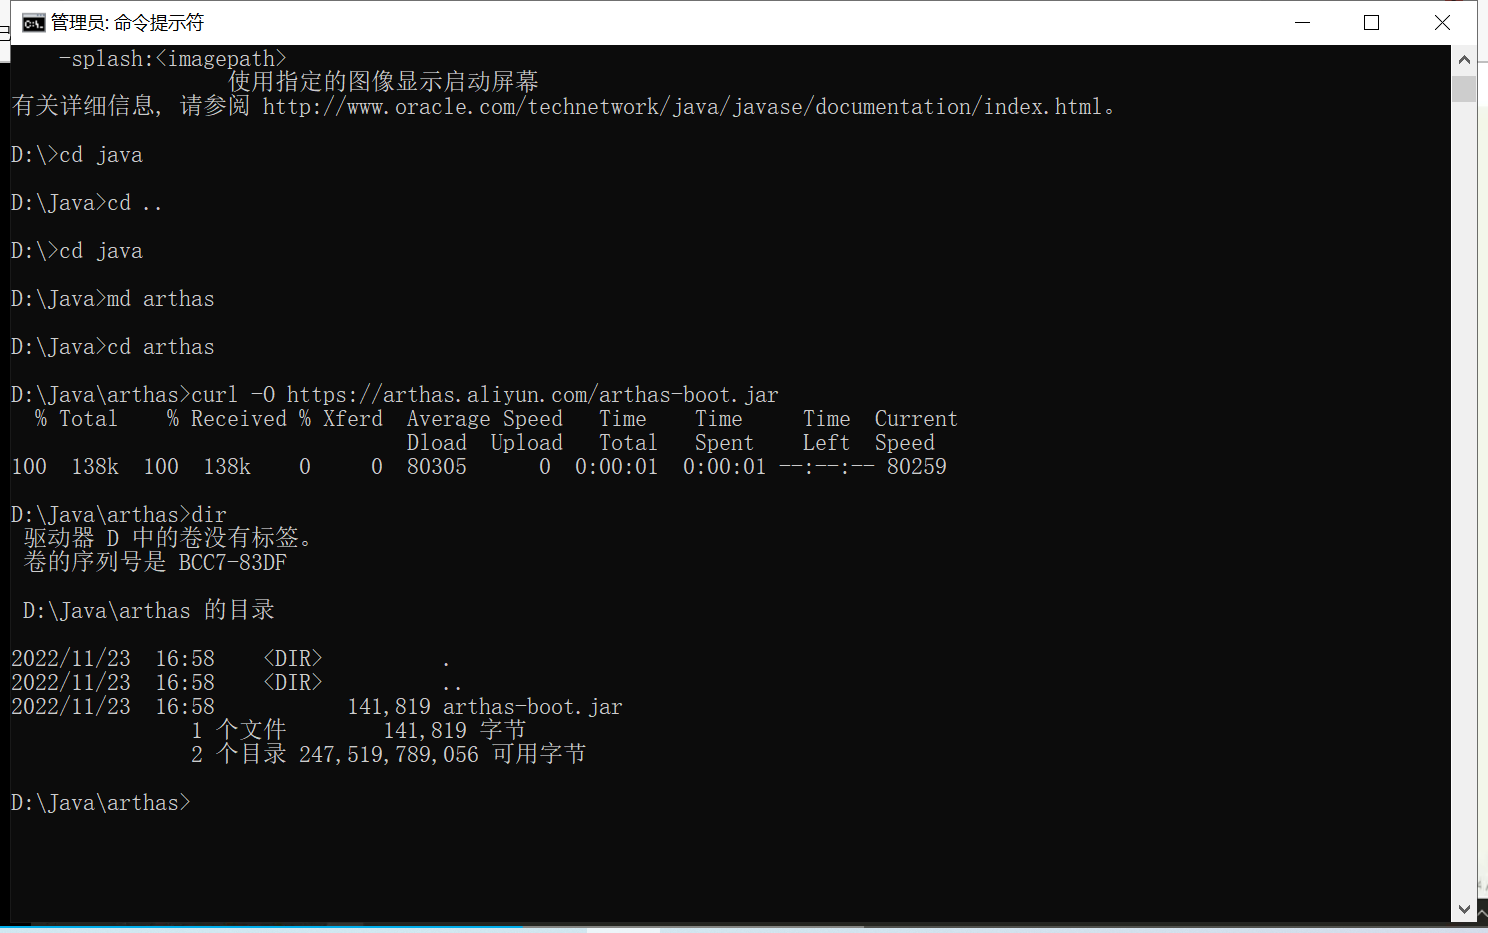 管理员: 命令提示符
-splash:<imagepath>
使用指定的图像显示启动屏幕
有关详细信息, 请参阅 http://www.oracle.com/technetwork/java/javase/documentation/index.html。
D:\>cd java
D:\Java>cd ..
D:\>cd java
D:\Java>md arthas
D:\Java>cd arthas
D:\Java\arthas>curl -O https://arthas.aliyun.com/arthas-boot.jar
% Total % Received % Xferd Average Speed Time Time Time Current
Dload Upload Total Spent Left Speed
100 138k 100 138k 0 0 80305 0 0:00:01 0:00:01 --:--:-- 80259
D:\Java\arthas>dir
驱动器 D 中的卷没有标签。
卷的序列号是 BCC7-83DF
D:\Java\arthas 的目录
2022/11/23 16:58 <DIR> .
2022/11/23 16:58 <DIR> ..
2022/11/23 16:58 141,819 arthas-boot.jar
1 个文件 141,819 字节
2 个目录 247,519,789,056 可用字节
D:\Java\arthas>